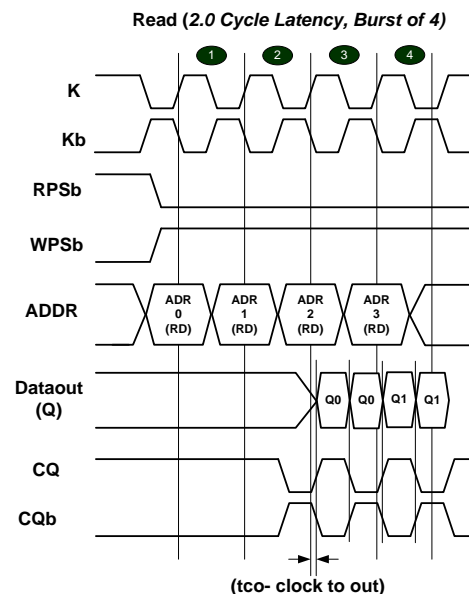 Read (2.0 Cycle Latency, Burst of 4)
1 2 3 4
K
Kb
RPSb
WPSb
ADDR
ADR 0 (RD)
ADR 1 (RD)
ADR 2 (RD)
ADR 3 (RD)
Dataout
(Q)
Q0 Q0 Q1 Q1
CQ
CQb
(tco- clock to out)